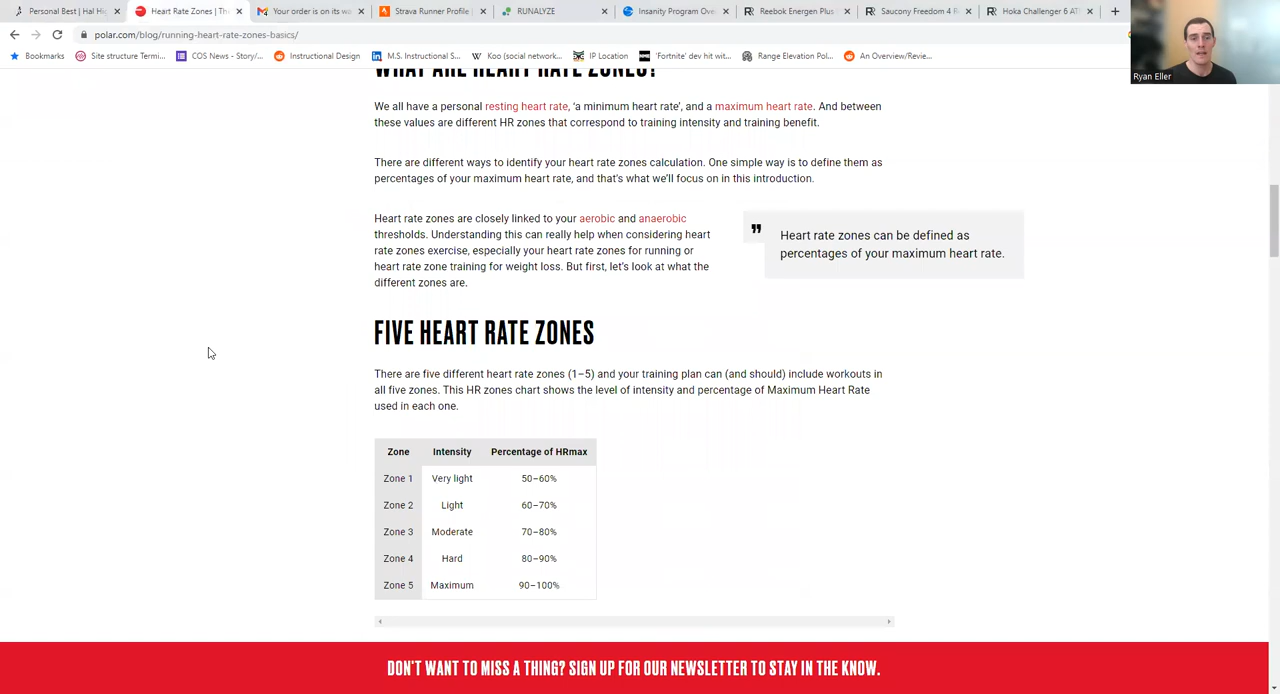 Personal Best | Hal Hig
Heart Rate Zones | Th
Your order is on its wa
Strava Runner Profile |
RUNALYZE
Insanity Program Ove
Reebok Energen Plus
Saucony Freedom 4 R
Hoka Challenger 6 AT
polar.com/blog/running-heart-rate-zones-basics/
Bookmarks
Site structure Termi...
COS News - Story/...
Instructional Design
M.S. Instructional S...
Koo (social network...
IP Location
'Fortnite' dev hit wit...
Range Elevation Pol...
An Overview/Revie...
Ryan Eller
WHAT ARE HEART RATE ZONES?
We all have a personal resting heart rate, ‘a minimum heart rate’, and a maximum heart rate. And between
these values are different HR zones that correspond to training intensity and training benefit.
There are different ways to identify your heart rate zones calculation. One simple way is to define them as
percentages of your maximum heart rate, and that's what we’ll focus on in this introduction.
Heart rate zones are closely linked to your aerobic and anaerobic
thresholds. Understanding this can really help when considering heart
rate zones exercise, especially your heart rate zones for running or
heart rate zone training for weight loss. But first, let’s look at what the
different zones are.
" Heart rate zones can be defined as
percentages of your maximum heart rate.
FIVE HEART RATE ZONES
There are five different heart rate zones (1–5) and your training plan can (and should) include workouts in
all five zones. This HR zones chart shows the level of intensity and percentage of Maximum Heart Rate
used in each one.
Zone Intensity Percentage of HRmax
Zone 1 Very light 50–60%
Zone 2 Light 60–70%
Zone 3 Moderate 70–80%
Zone 4 Hard 80–90%
Zone 5 Maximum 90–100%
DON'T WANT TO MISS A THING? SIGN UP FOR OUR NEWSLETTER TO STAY IN THE KNOW.